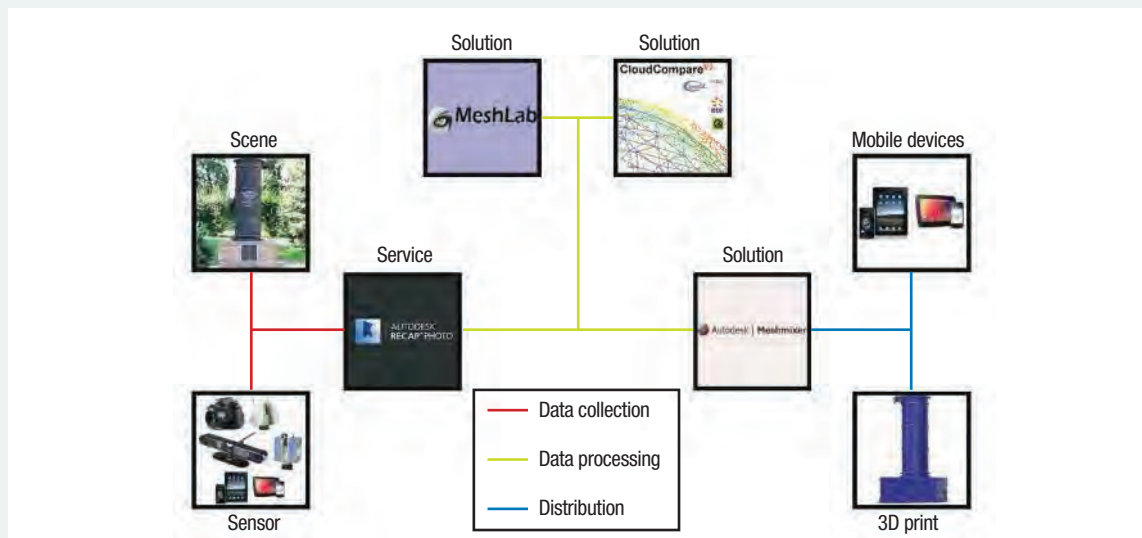 Solution
Solution
MeshLab
CloudCompare
Scene
Mobile devices
Service
Solution
AUTODESK
RECAP PHOTO
Autodesk | Meshmixer
Data collection
Data processing
Distribution
Sensor
3D print